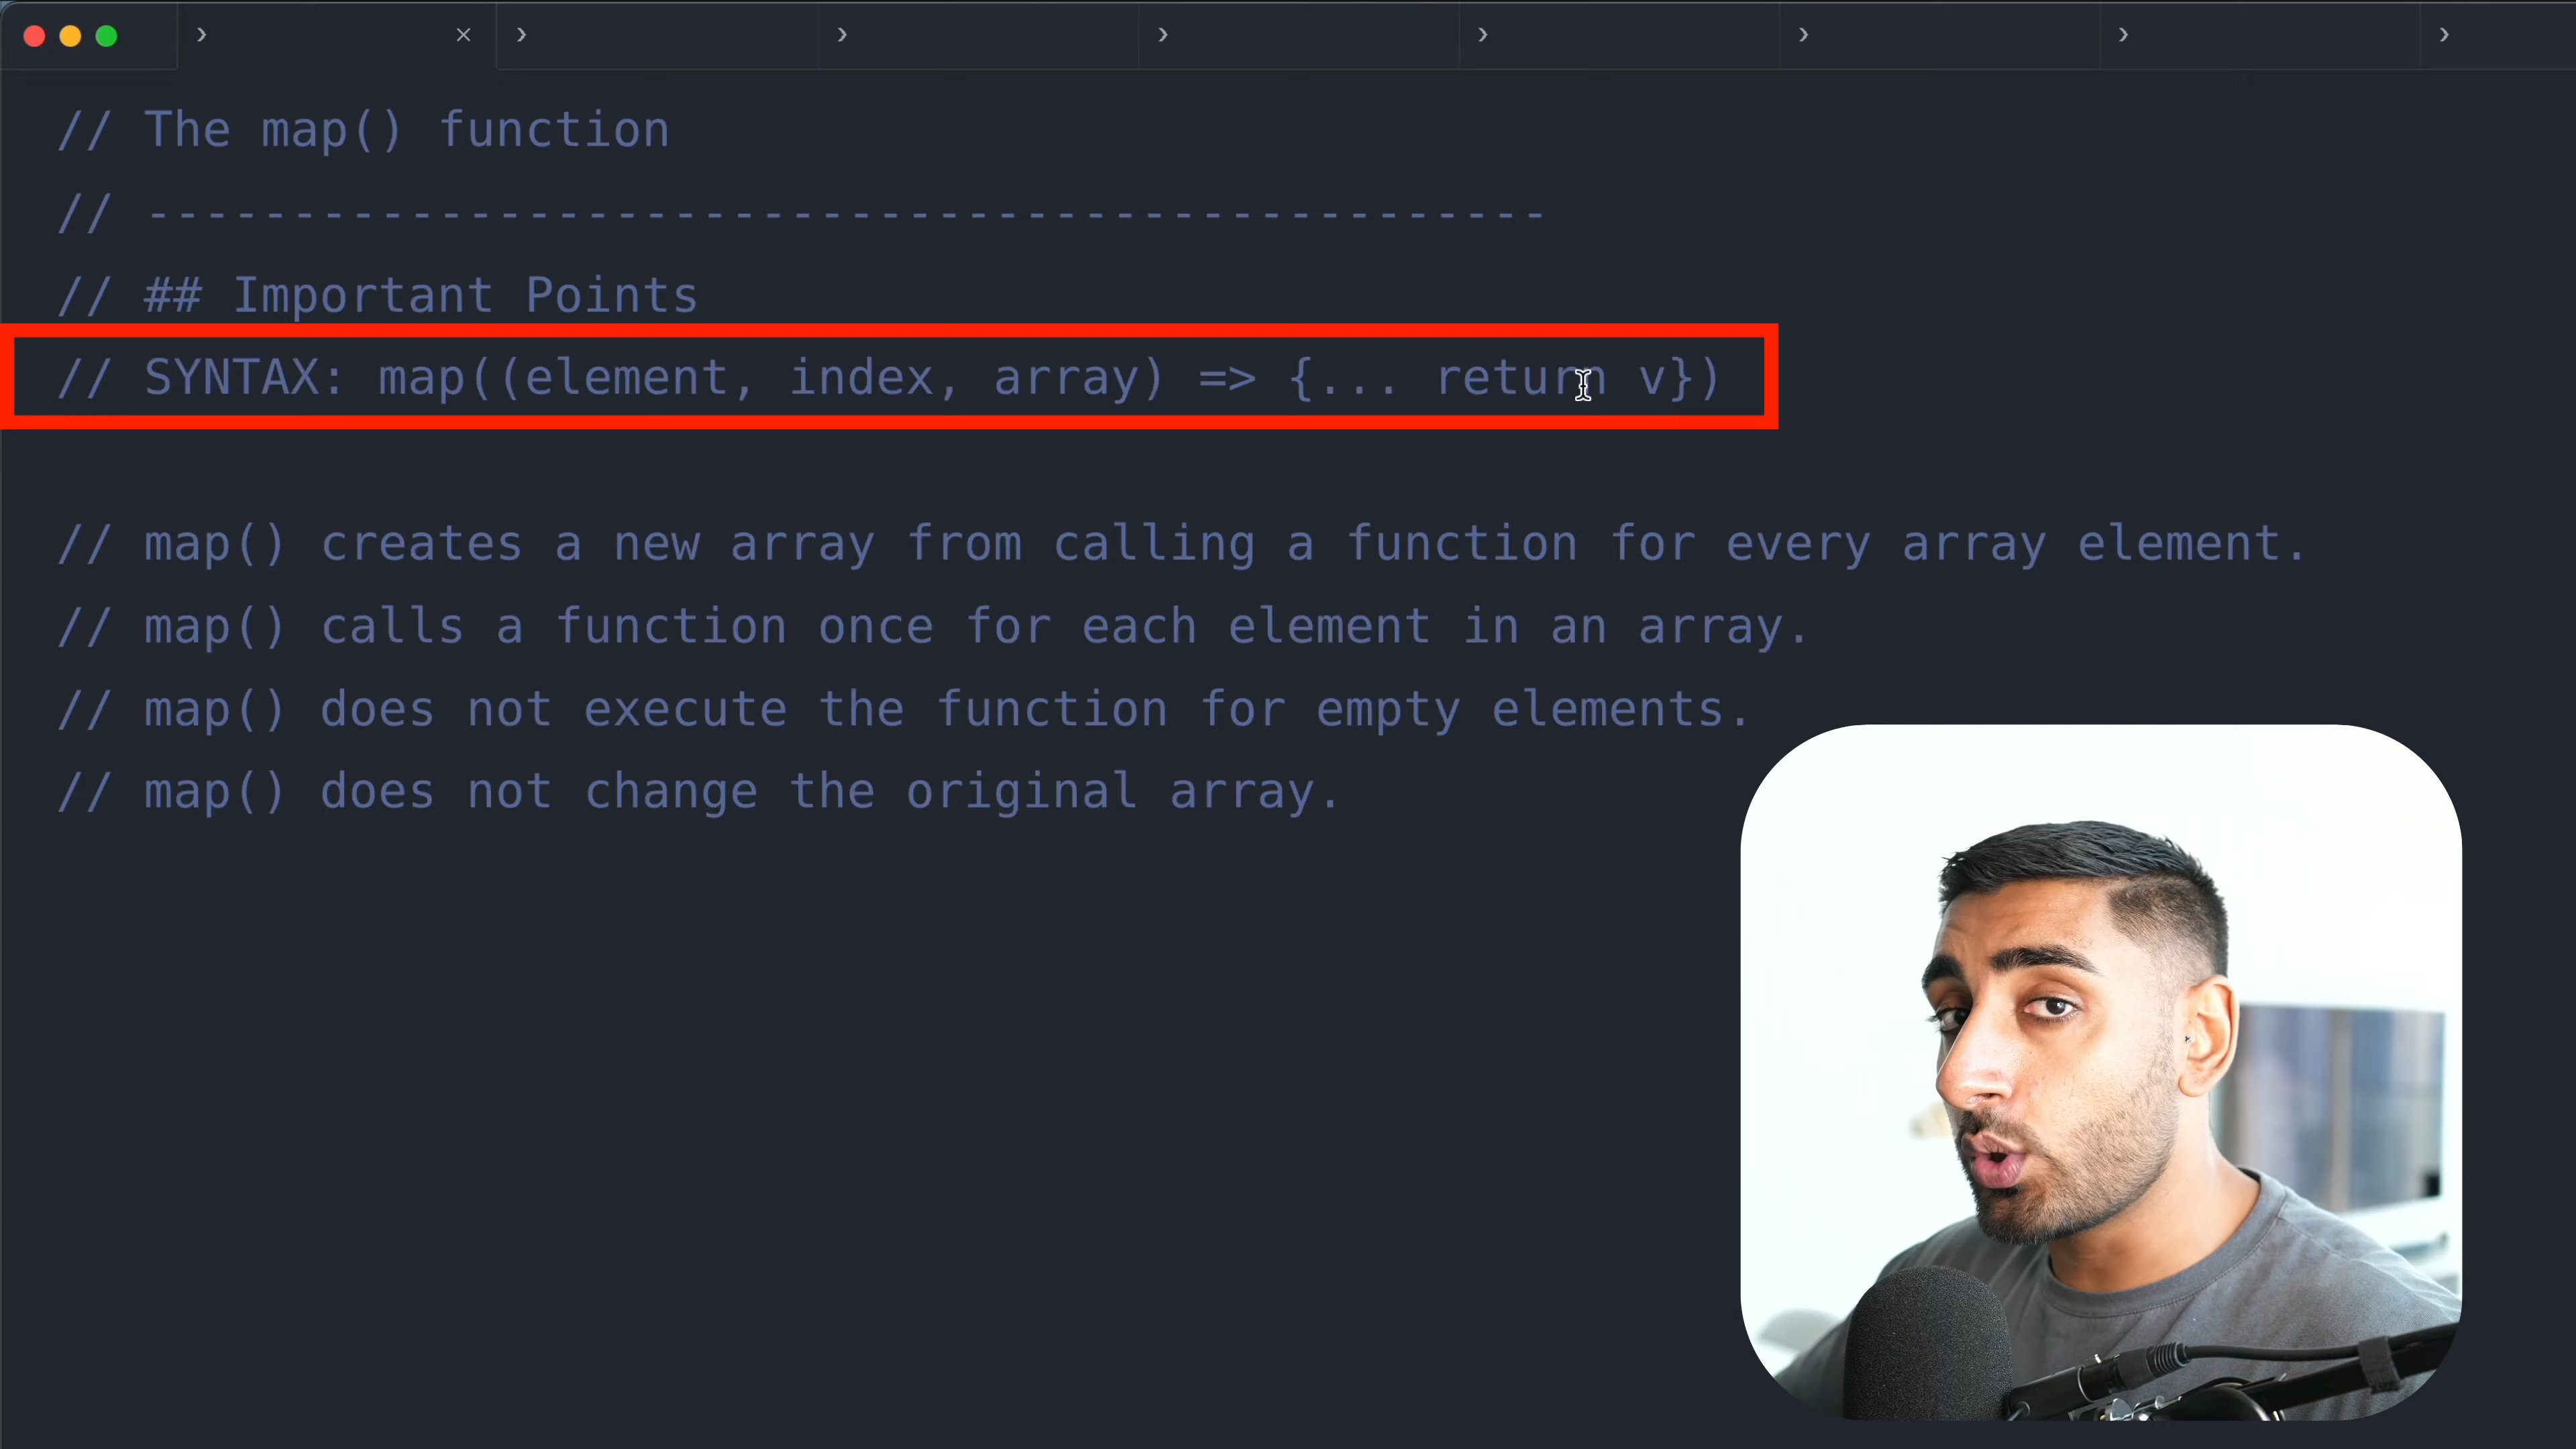 // The map() function
// ------------------------------------------------
// ## Important Points
// SYNTAX: map((element, index, array) => {... return v})
// map() creates a new array from calling a function for every array element.
// map() calls a function once for each element in an array.
// map() does not execute the function for empty elements.
// map() does not change the original array.